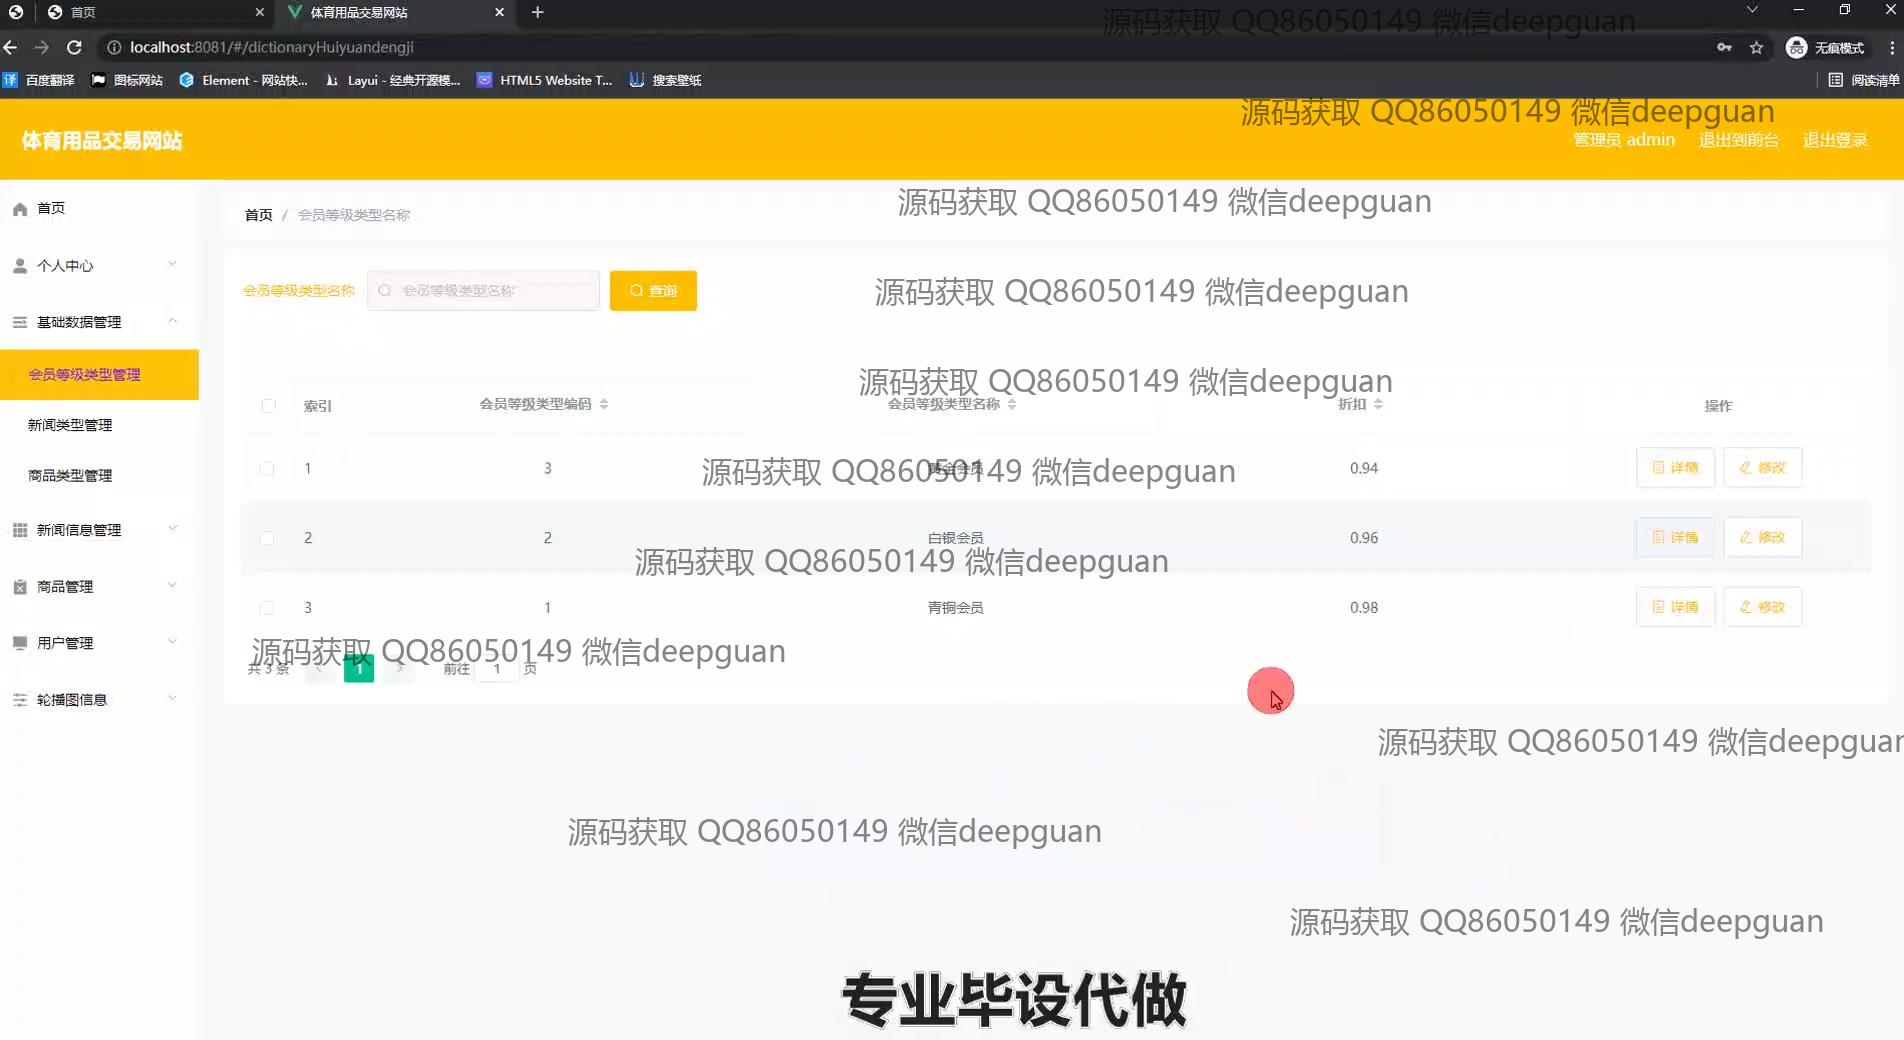 首页
体育用品交易网站
源码获取 QQ86050149 微信deepguan
localhost:8081/#/dictionaryHuiyuandengji
无痕模式
百度翻译
图标网站
Element - 网站快...
Layui - 经典开源模...
HTML5 Website T...
搜索壁纸
阅读清单
源码获取 QQ86050149 微信deepguan
体育用品交易网站
管理员 admin
退出到前台
退出登录
源码获取 QQ86050149 微信deepguan
首页
首页 / 会员等级类型名称
个人中心
会员等级类型名称
会员等级类型名称
查询
源码获取 QQ86050149 微信deepguan
基础数据管理
会员等级类型管理
源码获取 QQ86050149 微信deepguan
索引
会员等级类型编码
会员等级类型名称
折扣
操作
新闻类型管理
1 3 黄金会员 0.94 详情 修改
源码获取 QQ86050149 微信deepguan
商品类型管理
新闻信息管理
2 2 白银会员 0.96 详情 修改
源码获取 QQ86050149 微信deepguan
商品管理
3 1 青铜会员 0.98 详情 修改
用户管理
源码获取 QQ86050149 微信deepguan
共 3 条 1 前往 1 页
轮播图信息
源码获取 QQ86050149 微信deepguan
源码获取 QQ86050149 微信deepguan
源码获取 QQ86050149 微信deepguan
专业毕设代做